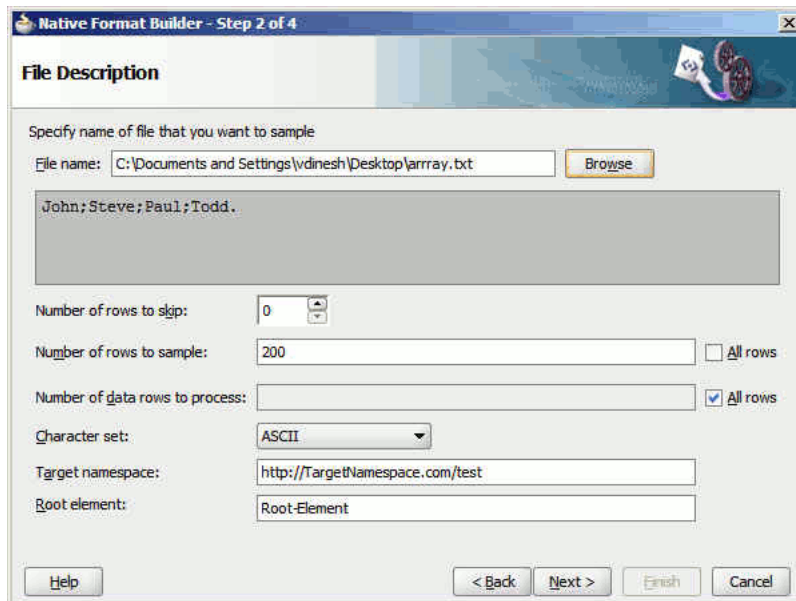 Native Format Builder - Step 2 of 4
File Description
Specify name of file that you want to sample
File name: C:\Documents and Settings\vdinesh\Desktop\arrray.txt Browse
John;Steve;Paul;Todd.
Number of rows to skip: 0
Number of rows to sample: 200 All rows
Number of data rows to process: All rows
Character set: ASCII
Target namespace: http://TargetNamespace.com/test
Root element: Root-Element
Help < Back Next > Finish Cancel